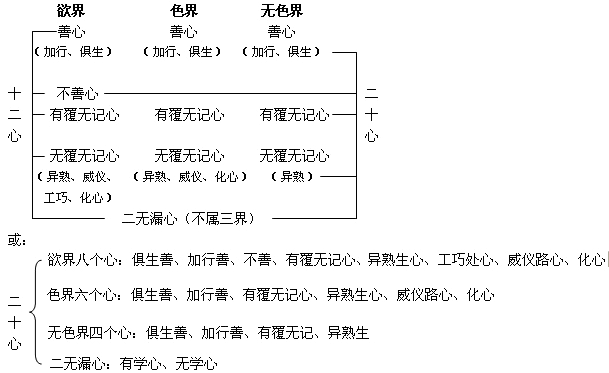 欲界 色界 无色界
善心 善心 善心
（加行、俱生） （加行、俱生） （加行、俱生）
不善心
有覆无记心 有覆无记心 有覆无记心
无覆无记心 无覆无记心 无覆无记心
（异熟、威仪、 （异熟、威仪、化心） （异熟）
工巧、化心）
二无漏心（不属三界）
十二心
二十心
或：
二十心
欲界八个心：俱生善、加行善、不善、有覆无记心、异熟生心、工巧处心、威仪路心、化心
色界六个心：俱生善、加行善、有覆无记心、异熟生心、威仪路心、化心
无色界四个心：俱生善、加行善、有覆无记、异熟生
二无漏心：有学心、无学心